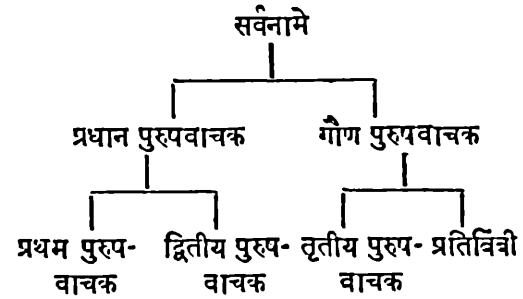 सर्वनामे
प्रधान पुरुषवाचक गौण पुरुषवाचक
प्रथम पुरुष- द्वितीय पुरुष- तृतीय पुरुष- प्रतिबिंबी
वाचक वाचक वाचक